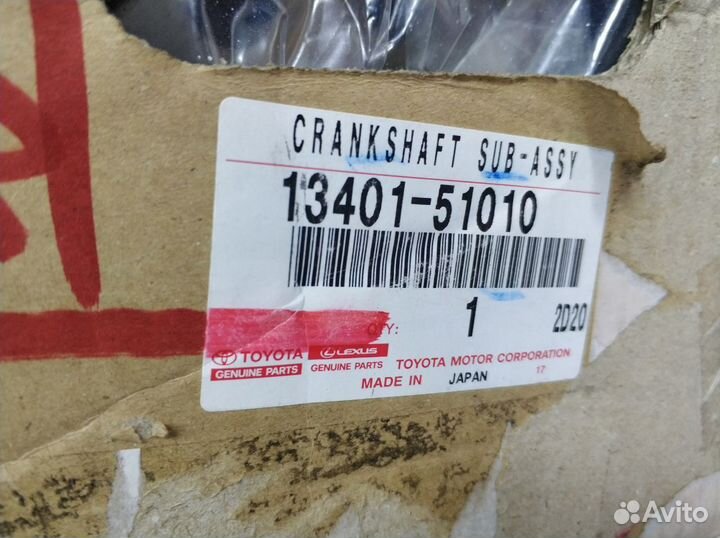 CRANKSHAFT SUB-ASSY
13401-51010
QTY: 1 2D20
TOYOTA LEXUS TOYOTA MOTOR CORPORATION
GENUINE PARTS GENUINE PARTS 17
MADE IN JAPAN
Avito